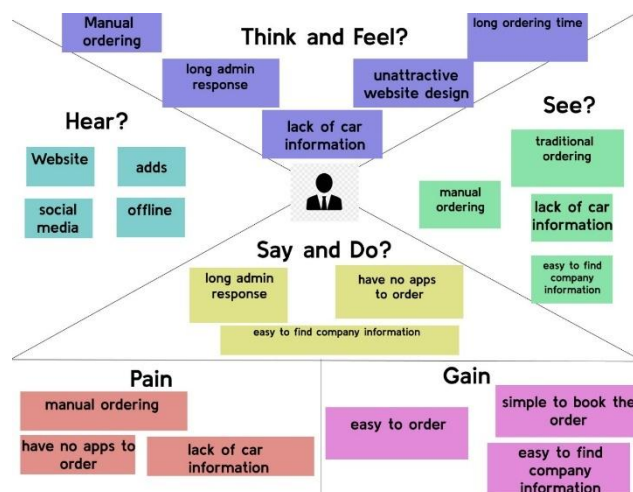 Think and Feel?
Manual
ordering
long admin
response
lack of car
information
unattractive
website design
long ordering time
Hear?
Website
adds
social
media
offline
See?
traditional
ordering
manual
ordering
lack of car
information
easy to find
company
information
Say and Do?
long admin
response
have no apps
to order
easy to find company information
Pain
manual ordering
have no apps to
order
lack of car
information
Gain
easy to order
simple to book the
order
easy to find
company
information